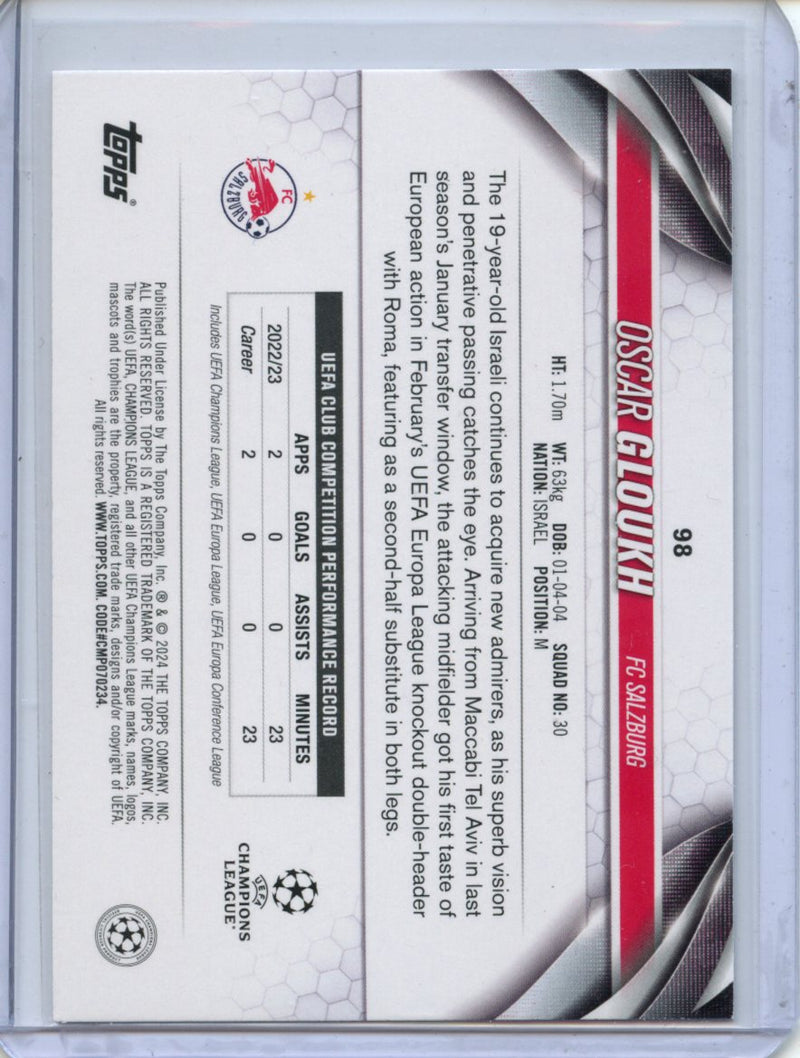 98
OSCAR GLOUKH FC SALZBURG
HT: 1.70m WT: 63kg DOB: 01-04-04 SQUAD NO: 30
NATION: ISRAEL POSITION: M
The 19-year-old Israeli continues to acquire new admirers, as his superb vision
and penetrative passing catches the eye. Arriving from Maccabi Tel Aviv in last
season's January transfer window, the attacking midfielder got his first taste of
European action in February's UEFA Europa League knockout double-header
with Roma, featuring as a second-half substitute in both legs.
FC
SALZBURG
UEFA CLUB COMPETITION PERFORMANCE RECORD
APPS GOALS ASSISTS MINUTES
2022/23 2 0 0 23
Career 2 0 0 23
Includes UEFA Champions League, UEFA Europa League, UEFA Europa Conference League
UEFA
CHAMPIONS
LEAGUE®
topps®
Published Under License by The Topps Company, Inc. ® & © 2024 THE TOPPS COMPANY, INC.
ALL RIGHTS RESERVED. TOPPS IS A REGISTERED TRADEMARK OF THE TOPPS COMPANY, INC.
The word(s) UEFA, CHAMPIONS LEAGUE, and all other UEFA Champions League marks, names, logos,
mascots and trophies are the property, registered trade marks, designs and/or copyright of UEFA.
All rights reserved. WWW.TOPPS.COM. CODE#CMP070234.